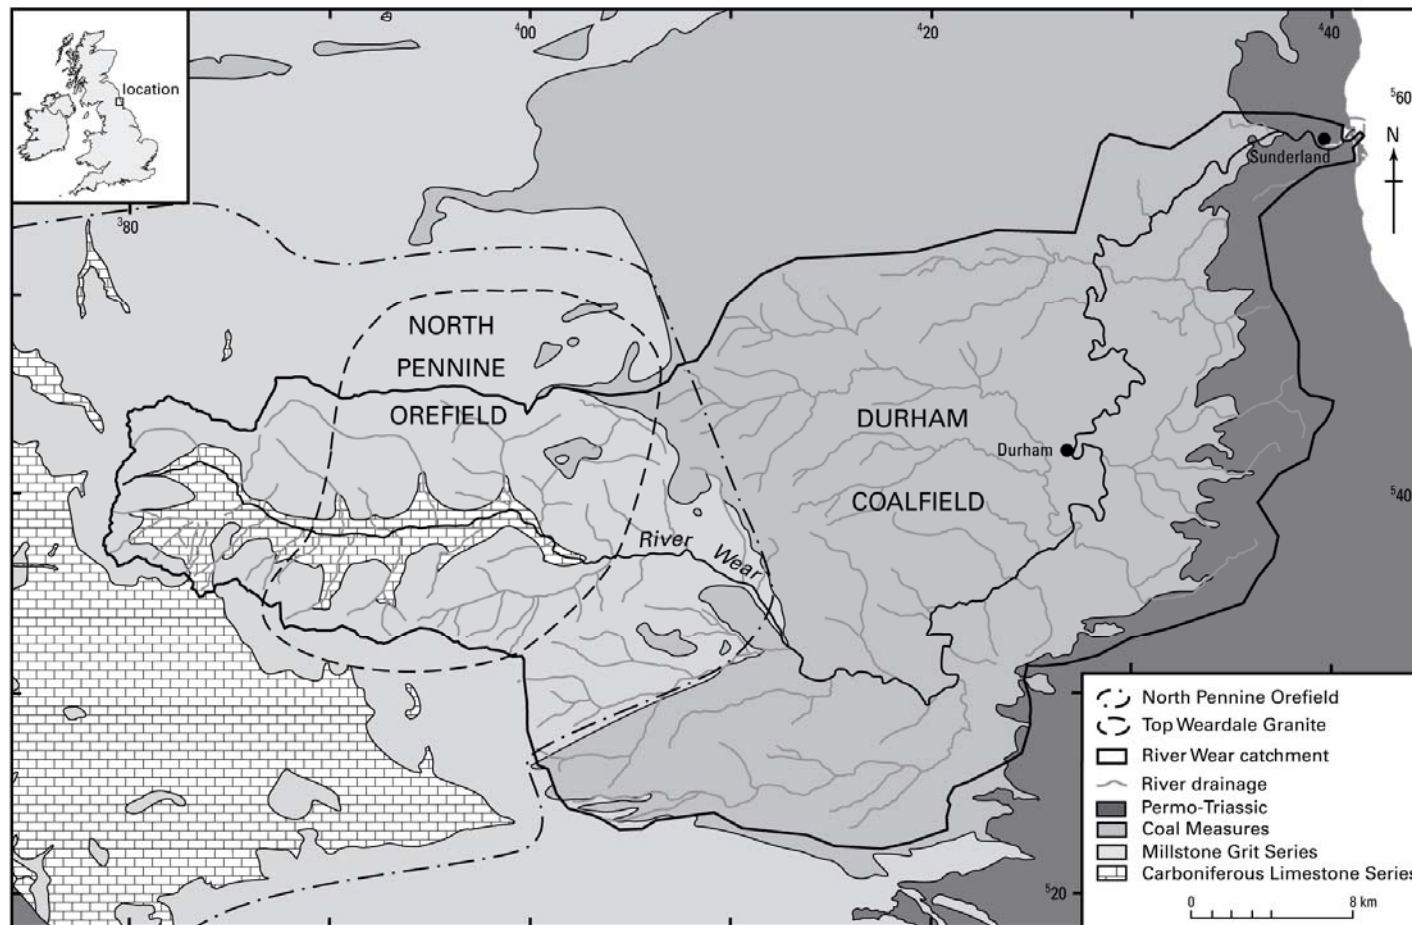 location
⁴00
⁴20
⁴40
⁵60
N
Sunderland
³80
NORTH
PENNINE
OREFIELD
DURHAM
Durham
COALFIELD
⁵40
River Wear
North Pennine Orefield
Top Weardale Granite
River Wear catchment
River drainage
Permo-Triassic
Coal Measures
Millstone Grit Series
Carboniferous Limestone Series
⁵20
0 8 km